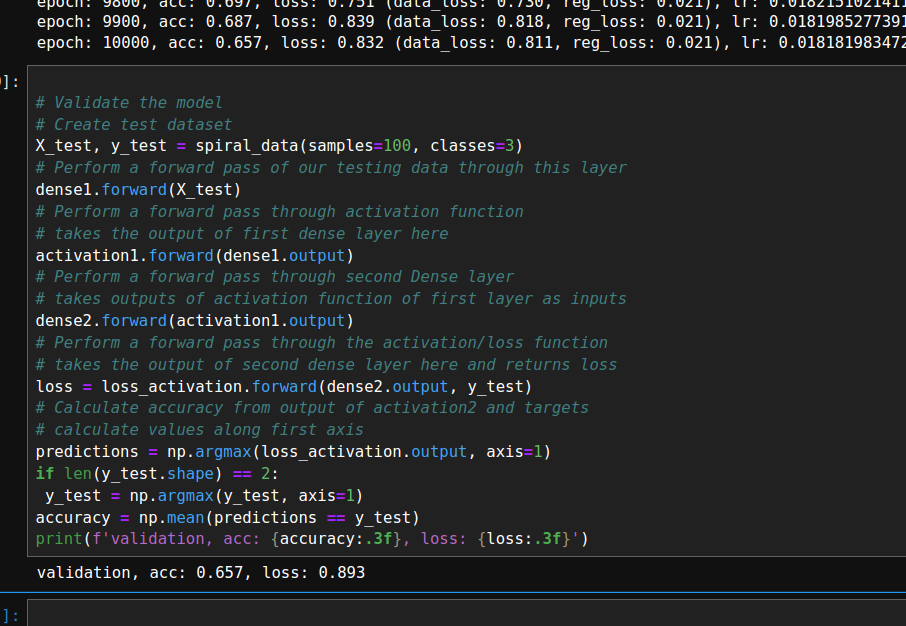 epoch: 9800, acc: 0.697, loss: 0.751 (data_loss: 0.730, reg_loss: 0.021), lr: 0.0182151021411
epoch: 9900, acc: 0.687, loss: 0.839 (data_loss: 0.818, reg_loss: 0.021), lr: 0.0181985277391
epoch: 10000, acc: 0.657, loss: 0.832 (data_loss: 0.811, reg_loss: 0.021), lr: 0.018181983472
]:
# Validate the model
# Create test dataset
X_test, y_test = spiral_data(samples=100, classes=3)
# Perform a forward pass of our testing data through this layer
dense1.forward(X_test)
# Perform a forward pass through activation function
# takes the output of first dense layer here
activation1.forward(dense1.output)
# Perform a forward pass through second Dense layer
# takes outputs of activation function of first layer as inputs
dense2.forward(activation1.output)
# Perform a forward pass through the activation/loss function
# takes the output of second dense layer here and returns loss
loss = loss_activation.forward(dense2.output, y_test)
# Calculate accuracy from output of activation2 and targets
# calculate values along first axis
predictions = np.argmax(loss_activation.output, axis=1)
if len(y_test.shape) == 2:
 y_test = np.argmax(y_test, axis=1)
accuracy = np.mean(predictions == y_test)
print(f'validation, acc: {accuracy:.3f}, loss: {loss:.3f}')
validation, acc: 0.657, loss: 0.893
]: